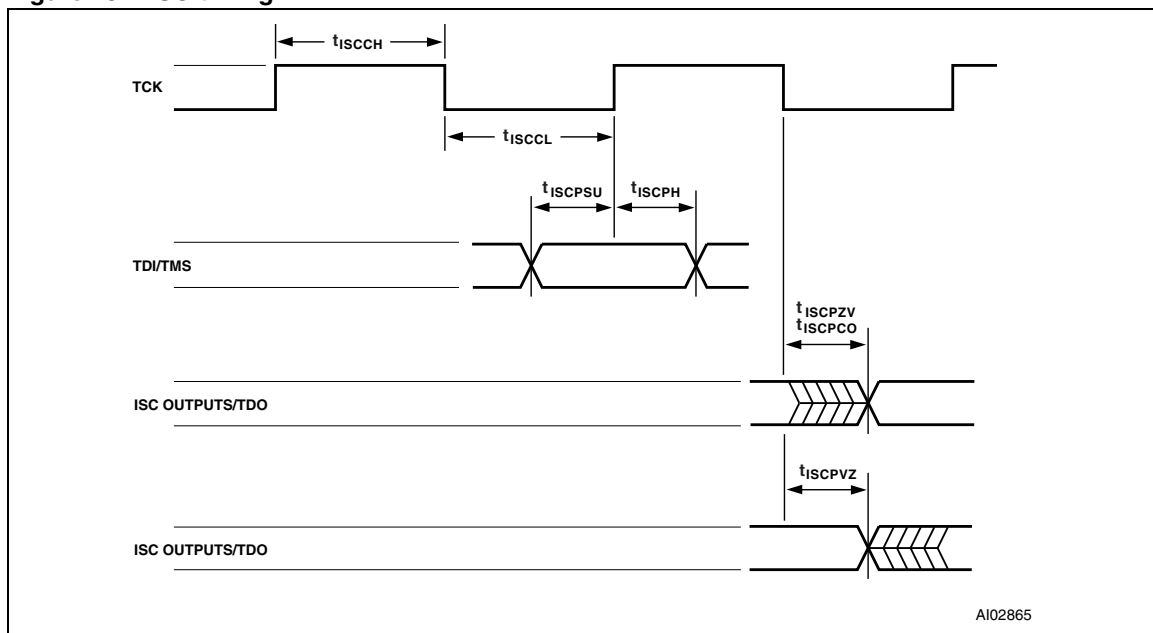 tISCCH
TCK
tISCCL
tISCPSU
tISCPH
TDI/TMS
tISCPZV
tISCPCO
ISC OUTPUTS/TDO
tISCPVZ
ISC OUTPUTS/TDO
AI02865